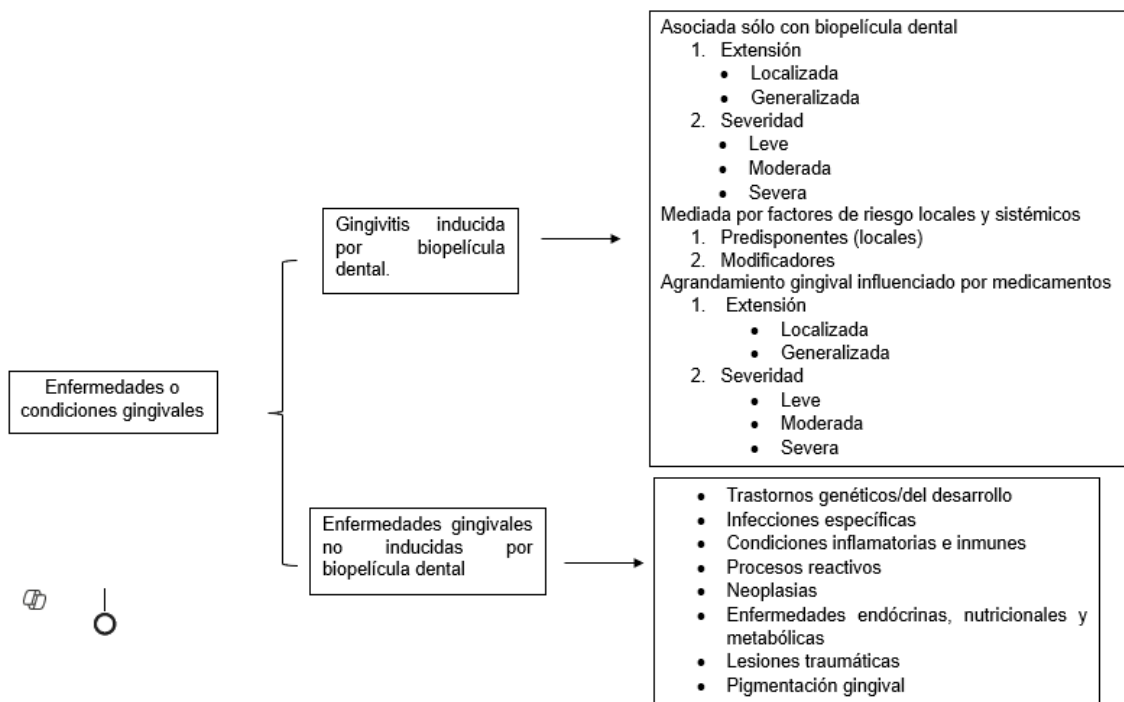 Enfermedades o
condiciones gingivales
Gingivitis inducida
por biopelícula
dental.
Asociada sólo con biopelícula dental
1. Extensión
• Localizada
• Generalizada
2. Severidad
• Leve
• Moderada
• Severa
Mediada por factores de riesgo locales y sistémicos
1. Predisponentes (locales)
2. Modificadores
Agrandamiento gingival influenciado por medicamentos
1. Extensión
• Localizada
• Generalizada
2. Severidad
• Leve
• Moderada
• Severa
Enfermedades gingivales
no inducidas por
biopelícula dental
• Trastornos genéticos/del desarrollo
• Infecciones específicas
• Condiciones inflamatorias e inmunes
• Procesos reactivos
• Neoplasias
• Enfermedades endócrinas, nutricionales y
metabólicas
• Lesiones traumáticas
• Pigmentación gingival